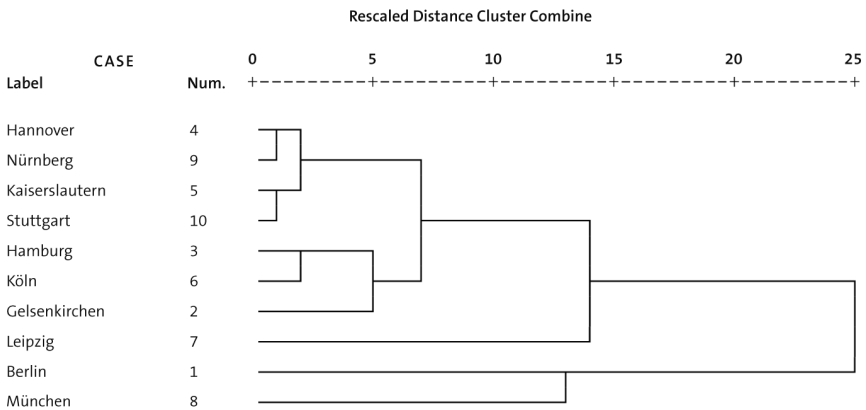 Rescaled Distance Cluster Combine
CASE 0 5 10 15 20 25
Label Num.
Hannover 4
Nürnberg 9
Kaiserslautern 5
Stuttgart 10
Hamburg 3
Köln 6
Gelsenkirchen 2
Leipzig 7
Berlin 1
München 8